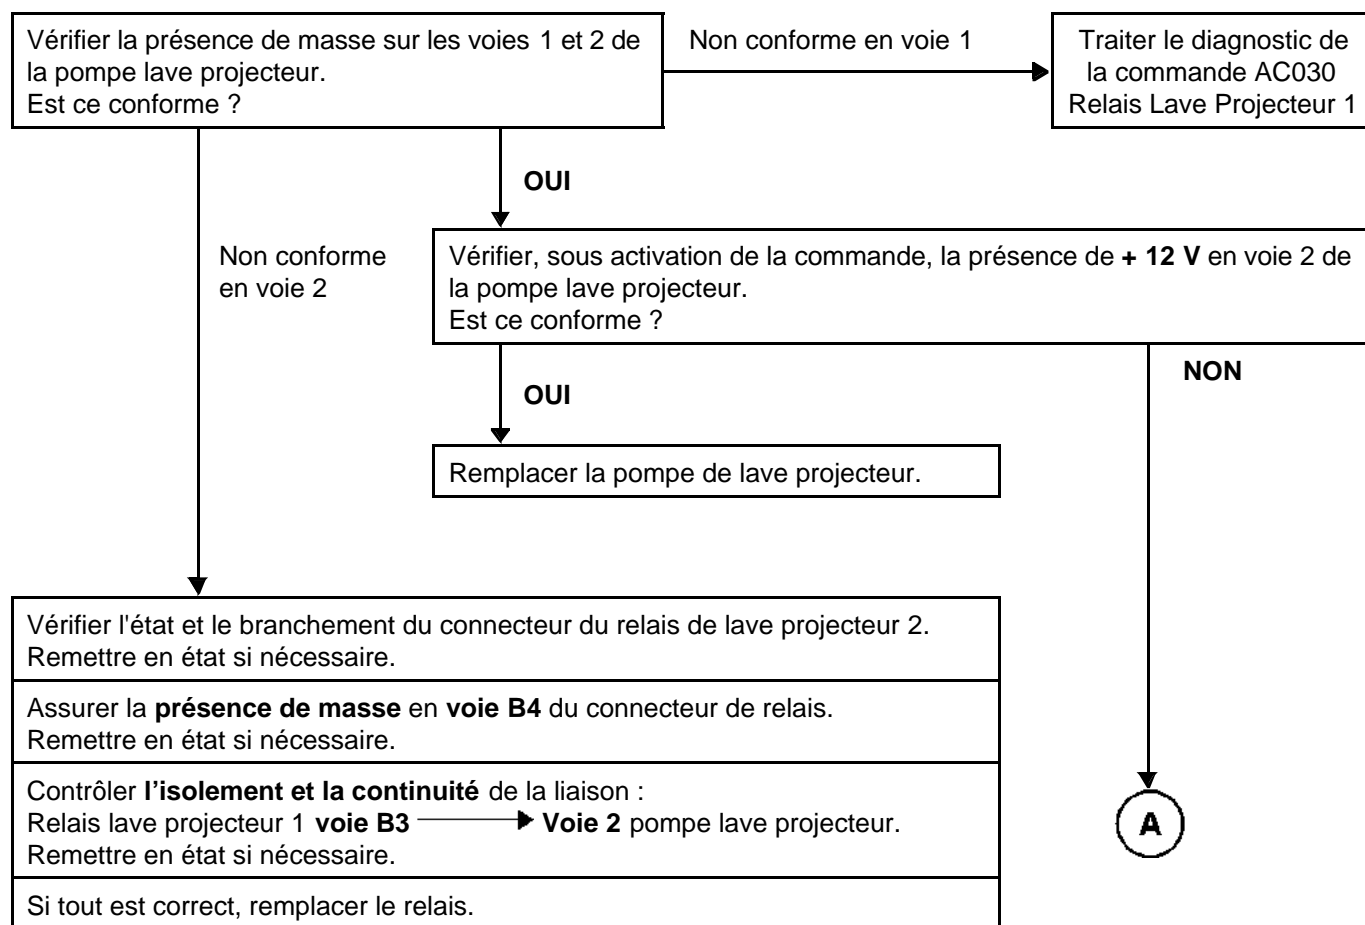 Vérifier la présence de masse sur les voies 1 et 2 de
la pompe lave projecteur.
Est ce conforme ?
Non conforme en voie 1
Traiter le diagnostic de
la commande AC030
Relais Lave Projecteur 1
OUI
Non conforme
en voie 2
Vérifier, sous activation de la commande, la présence de + 12 V en voie 2 de
la pompe lave projecteur.
Est ce conforme ?
NON
OUI
Remplacer la pompe de lave projecteur.
Vérifier l'état et le branchement du connecteur du relais de lave projecteur 2.
Remettre en état si nécessaire.
Assurer la présence de masse en voie B4 du connecteur de relais.
Remettre en état si nécessaire.
Contrôler l’isolement et la continuité de la liaison :
Relais lave projecteur 1 voie B3 Voie 2 pompe lave projecteur.
Remettre en état si nécessaire.
A
Si tout est correct, remplacer le relais.